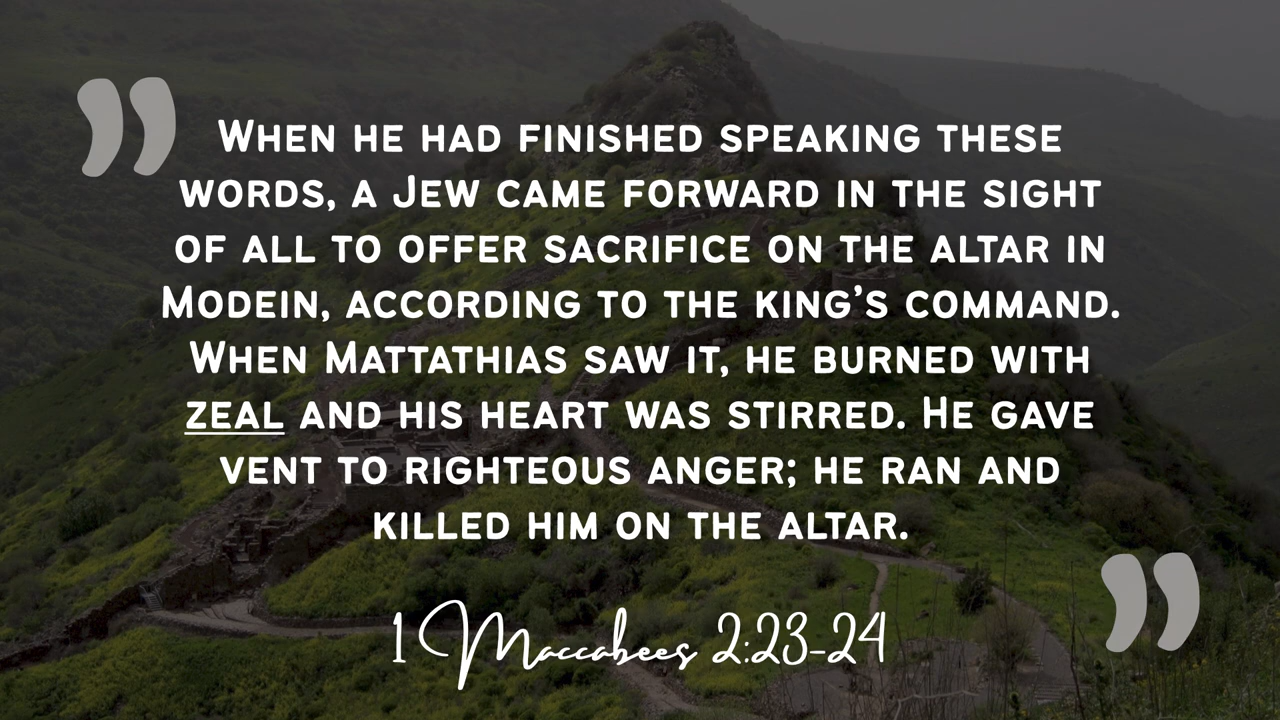 ”
When he had finished speaking these
words, a Jew came forward in the sight
of all to offer sacrifice on the altar in
Modein, according to the king’s command.
When Mattathias saw it, he burned with
zeal and his heart was stirred. He gave
vent to righteous anger; he ran and
killed him on the altar.
”
1 Maccabees 2:23-24